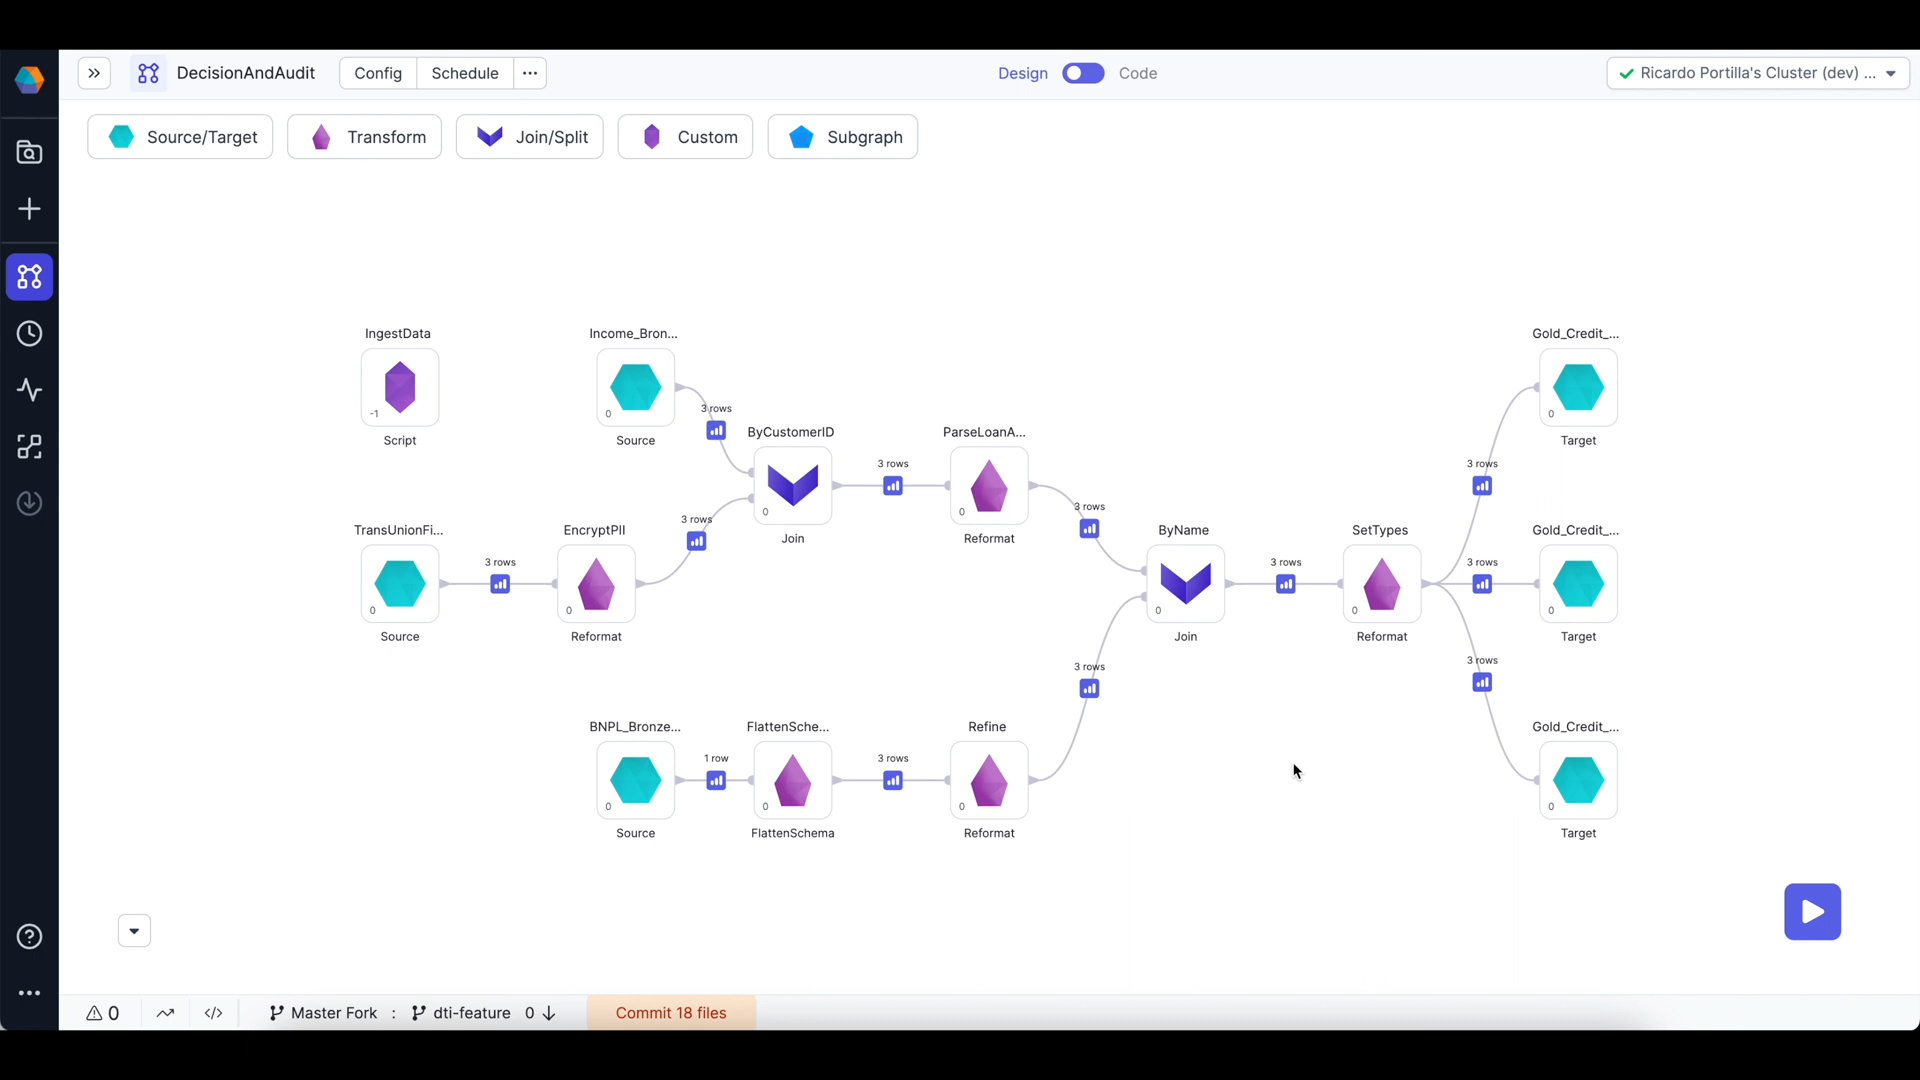 DecisionAndAudit
Config
Schedule
Design
Code
Ricardo Portilla's Cluster (dev) ...
Source/Target
Transform
Join/Split
Custom
Subgraph
IngestData
-1
Script
Income_Bron...
0
Source
3 rows
ByCustomerID
0
Join
3 rows
ParseLoanA...
0
Reformat
3 rows
Gold_Credit_...
0
Target
3 rows
TransUnionFi...
0
Source
3 rows
EncryptPII
0
Reformat
3 rows
ByName
0
Join
3 rows
SetTypes
0
Reformat
3 rows
Gold_Credit_...
0
Target
3 rows
3 rows
BNPL_Bronze...
0
Source
1 row
FlattenSche...
0
FlattenSchema
3 rows
Refine
0
Reformat
Gold_Credit_...
0
Target
0
Master Fork : dti-feature 0
Commit 18 files